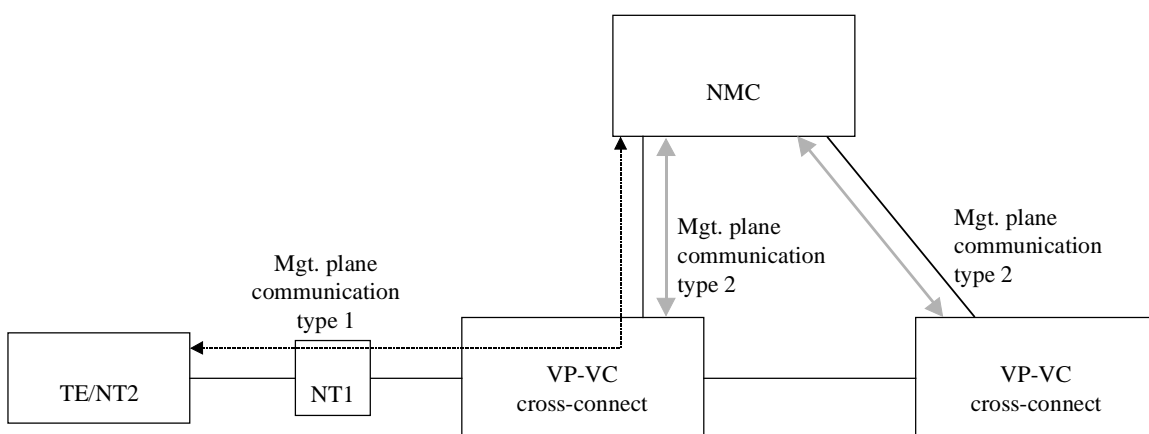 NMC
Mgt. plane
communication
type 2
Mgt. plane
communication
type 2
Mgt. plane
communication
type 1
TE/NT2
NT1
VP-VC
cross-connect
VP-VC
cross-connect